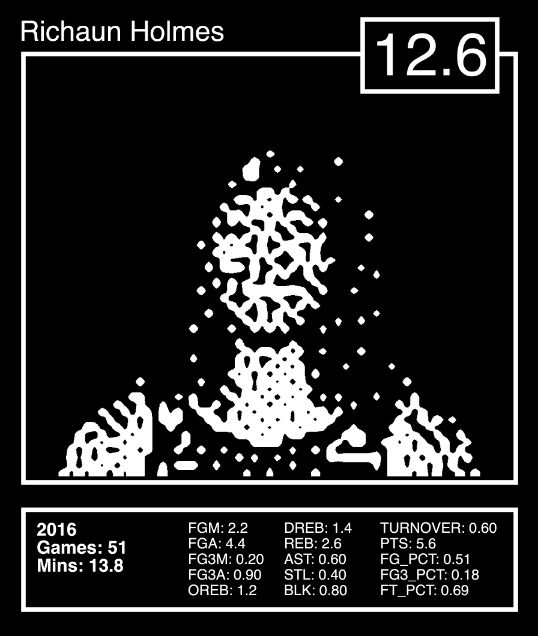 Richaun Holmes
12.6
2016
Games: 51
Mins: 13.8
FGM: 2.2
FGA: 4.4
FG3M: 0.20
FG3A: 0.90
OREB: 1.2
DREB: 1.4
REB: 2.6
AST: 0.60
STL: 0.40
BLK: 0.80
TURNOVER: 0.60
PTS: 5.6
FG_PCT: 0.51
FG3_PCT: 0.18
FT_PCT: 0.69